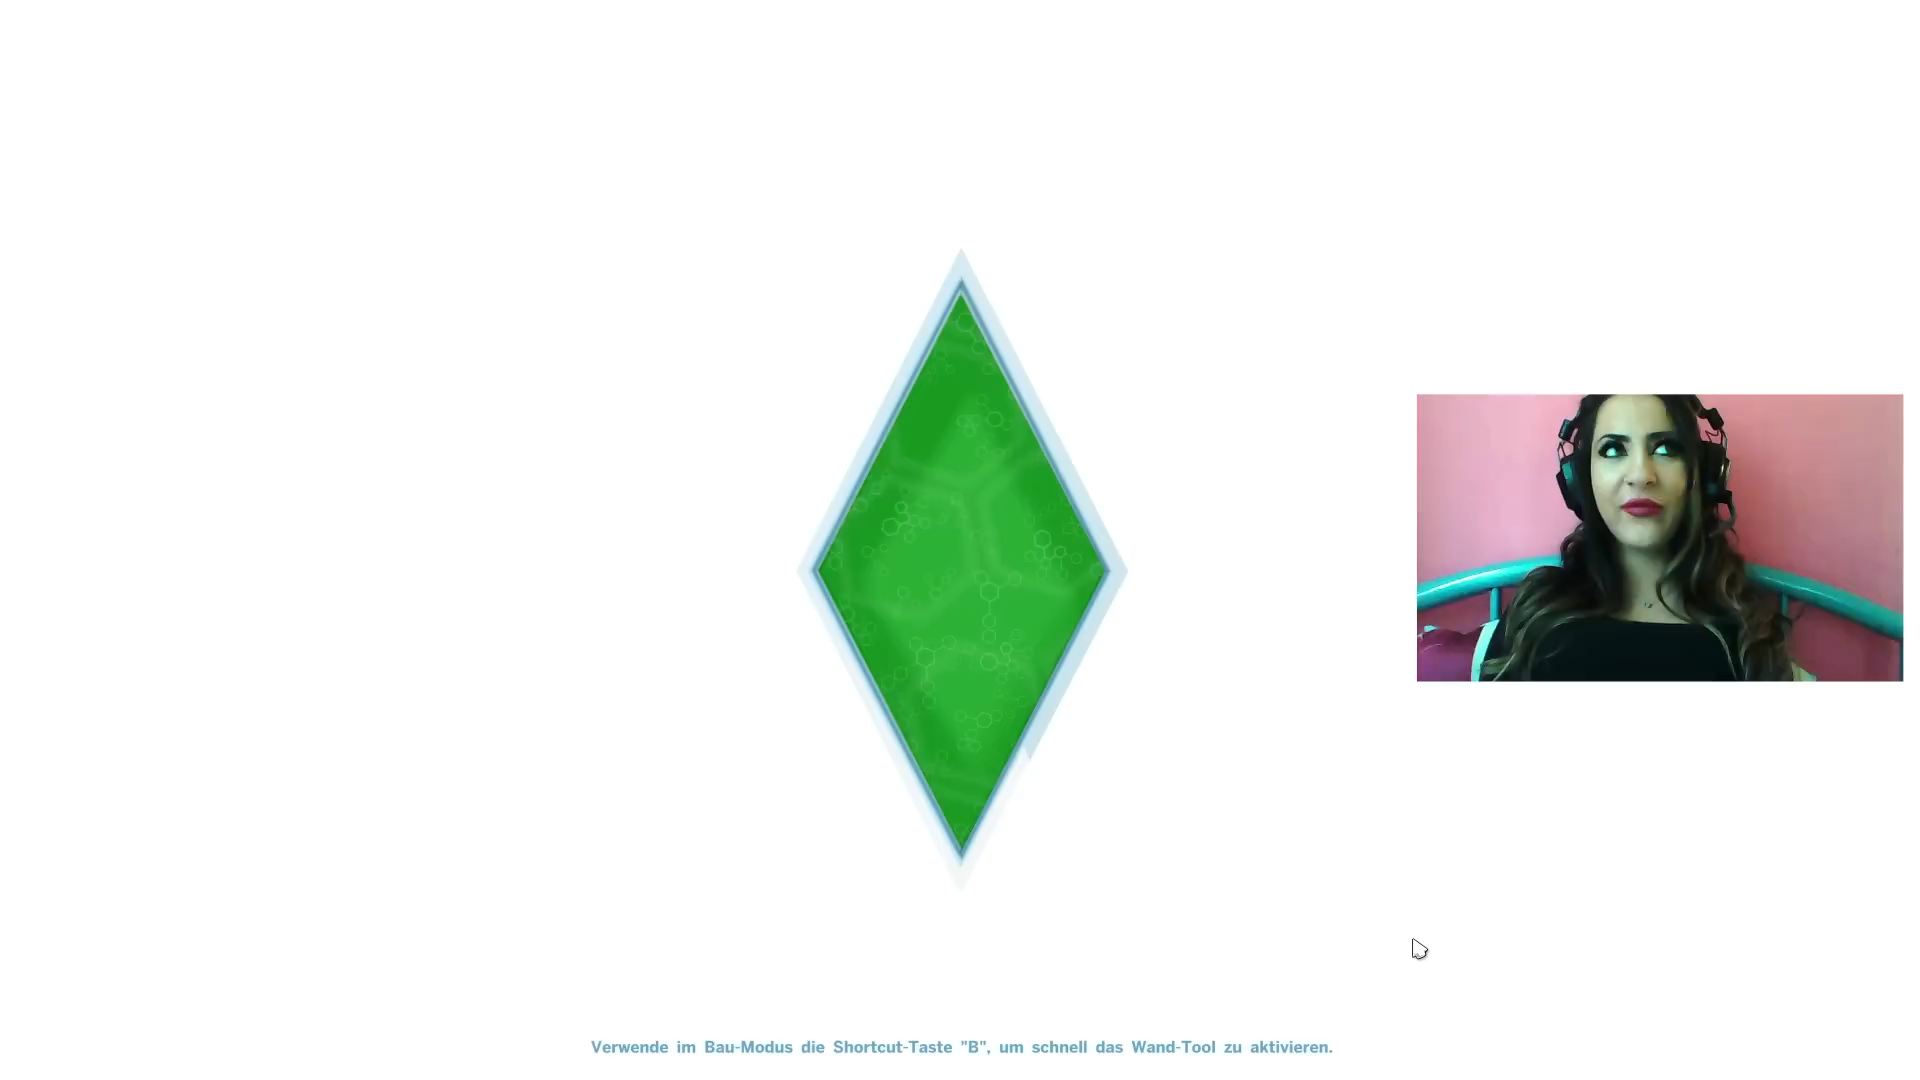 Verwende im Bau-Modus die Shortcut-Taste "B", um schnell das Wand-Tool zu aktivieren.